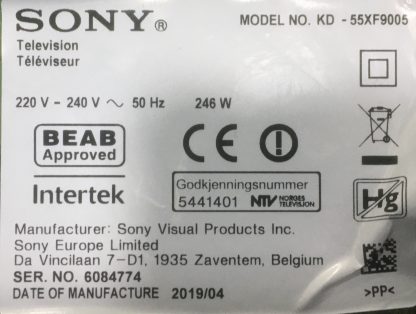 SONY® MODEL NO. KD - 55XF9005
Television
Téléviseur
220 V - 240 V ~ 50 Hz 246 W
BEAB
Approved
CE
Intertek
Godkjenningsnummer
5441401 NTV NORGES TELEVISJON
Hg
Manufacturer: Sony Visual Products Inc.
Sony Europe Limited
Da Vincilaan 7-D1, 1935 Zaventem, Belgium
SER. NO. 6084774
DATE OF MANUFACTURE 2019/04
>PP<